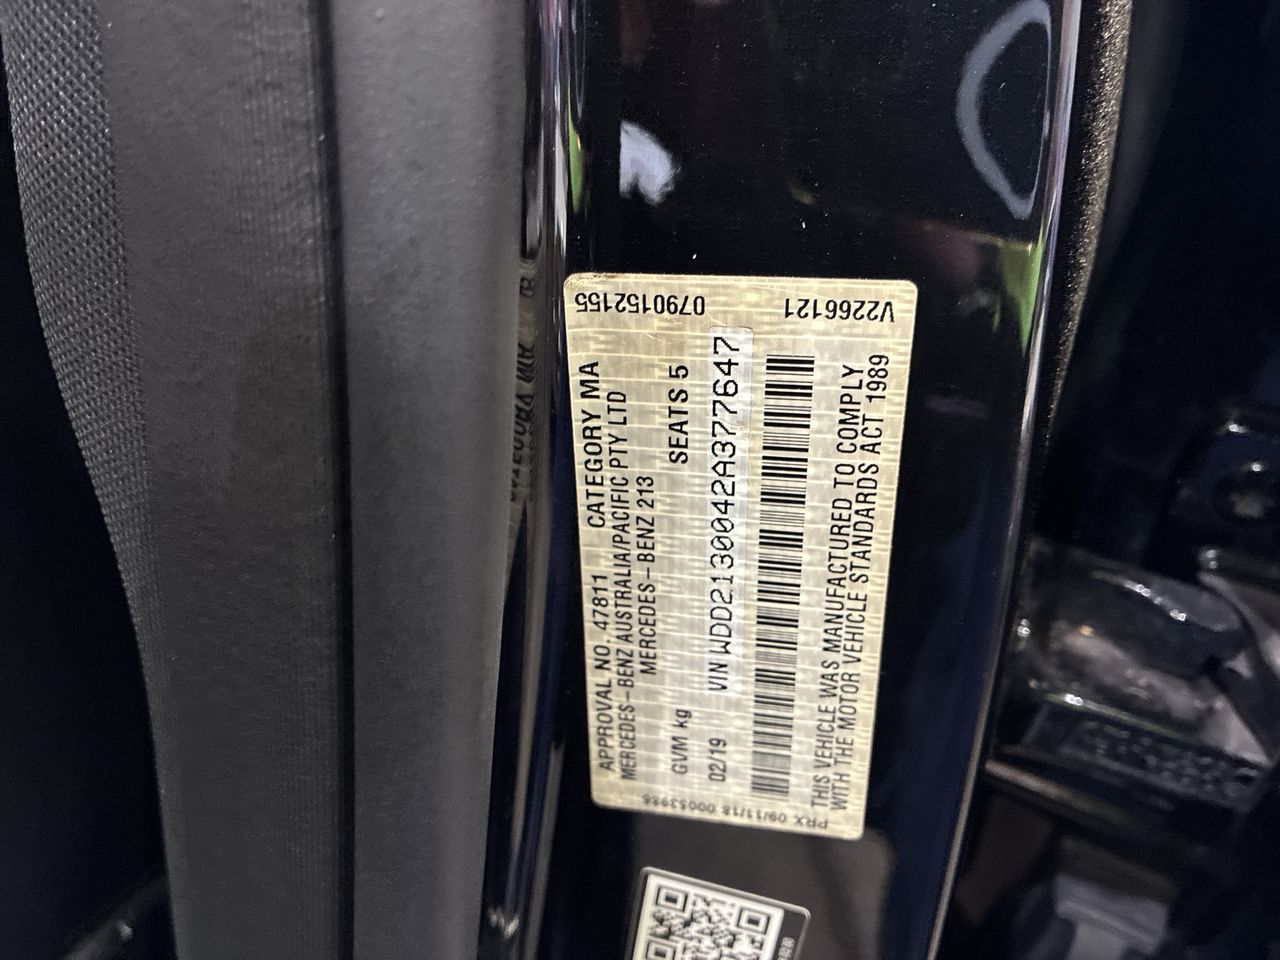 APPROVAL NO. 47811 CATEGORY MA
MERCEDES-BENZ AUSTRALIA/PACIFIC PTY LTD
MERCEDES-BENZ 213
GVM kg SEATS 5
02/19 VIN WDD2130042A377647
THIS VEHICLE WAS MANUFACTURED TO COMPLY
WITH THE MOTOR VEHICLE STANDARDS ACT 1989
0790152155 V2266121
PRX 09/11/18 00053956